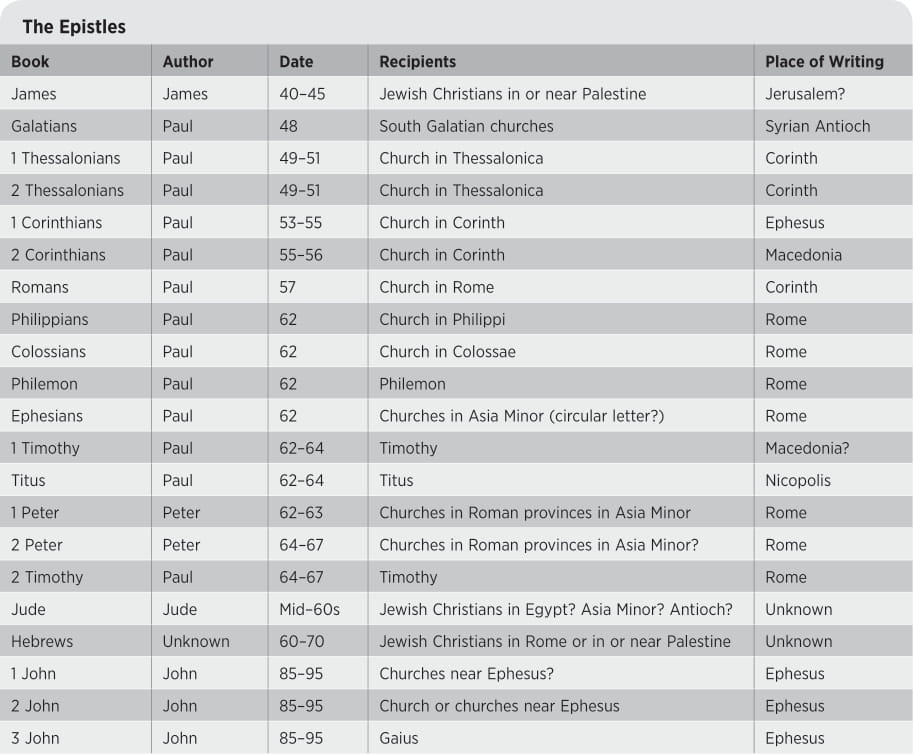 The Epistles
Book Author Date Recipients Place of Writing
James James 40–45 Jewish Christians in or near Palestine Jerusalem?
Galatians Paul 48 South Galatian churches Syrian Antioch
1 Thessalonians Paul 49–51 Church in Thessalonica Corinth
2 Thessalonians Paul 49–51 Church in Thessalonica Corinth
1 Corinthians Paul 53–55 Church in Corinth Ephesus
2 Corinthians Paul 55–56 Church in Corinth Macedonia
Romans Paul 57 Church in Rome Corinth
Philippians Paul 62 Church in Philippi Rome
Colossians Paul 62 Church in Colossae Rome
Philemon Paul 62 Philemon Rome
Ephesians Paul 62 Churches in Asia Minor (circular letter?) Rome
1 Timothy Paul 62–64 Timothy Macedonia?
Titus Paul 62–64 Titus Nicopolis
1 Peter Peter 62–63 Churches in Roman provinces in Asia Minor Rome
2 Peter Peter 64–67 Churches in Roman provinces in Asia Minor? Rome
2 Timothy Paul 64–67 Timothy Rome
Jude Jude Mid–60s Jewish Christians in Egypt? Asia Minor? Antioch? Unknown
Hebrews Unknown 60–70 Jewish Christians in Rome or in or near Palestine Unknown
1 John John 85–95 Churches near Ephesus? Ephesus
2 John John 85–95 Church or churches near Ephesus Ephesus
3 John John 85–95 Gaius Ephesus